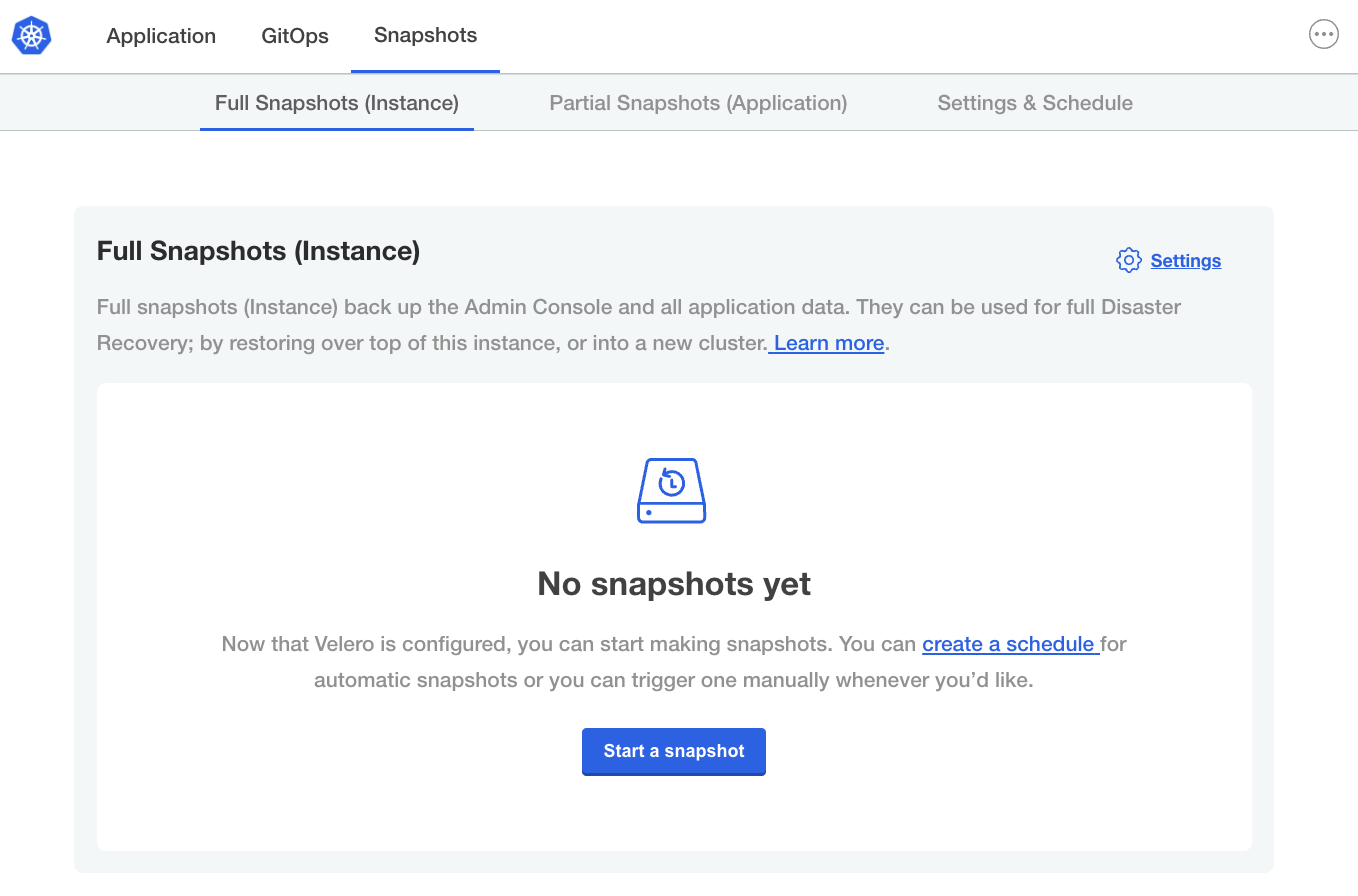 Application
GitOps
Snapshots
Full Snapshots (Instance)
Partial Snapshots (Application)
Settings & Schedule
Full Snapshots (Instance)
Settings
Full snapshots (Instance) back up the Admin Console and all application data. They can be used for full Disaster
Recovery; by restoring over top of this instance, or into a new cluster. Learn more.
No snapshots yet
Now that Velero is configured, you can start making snapshots. You can create a schedule for
automatic snapshots or you can trigger one manually whenever you’d like.
Start a snapshot